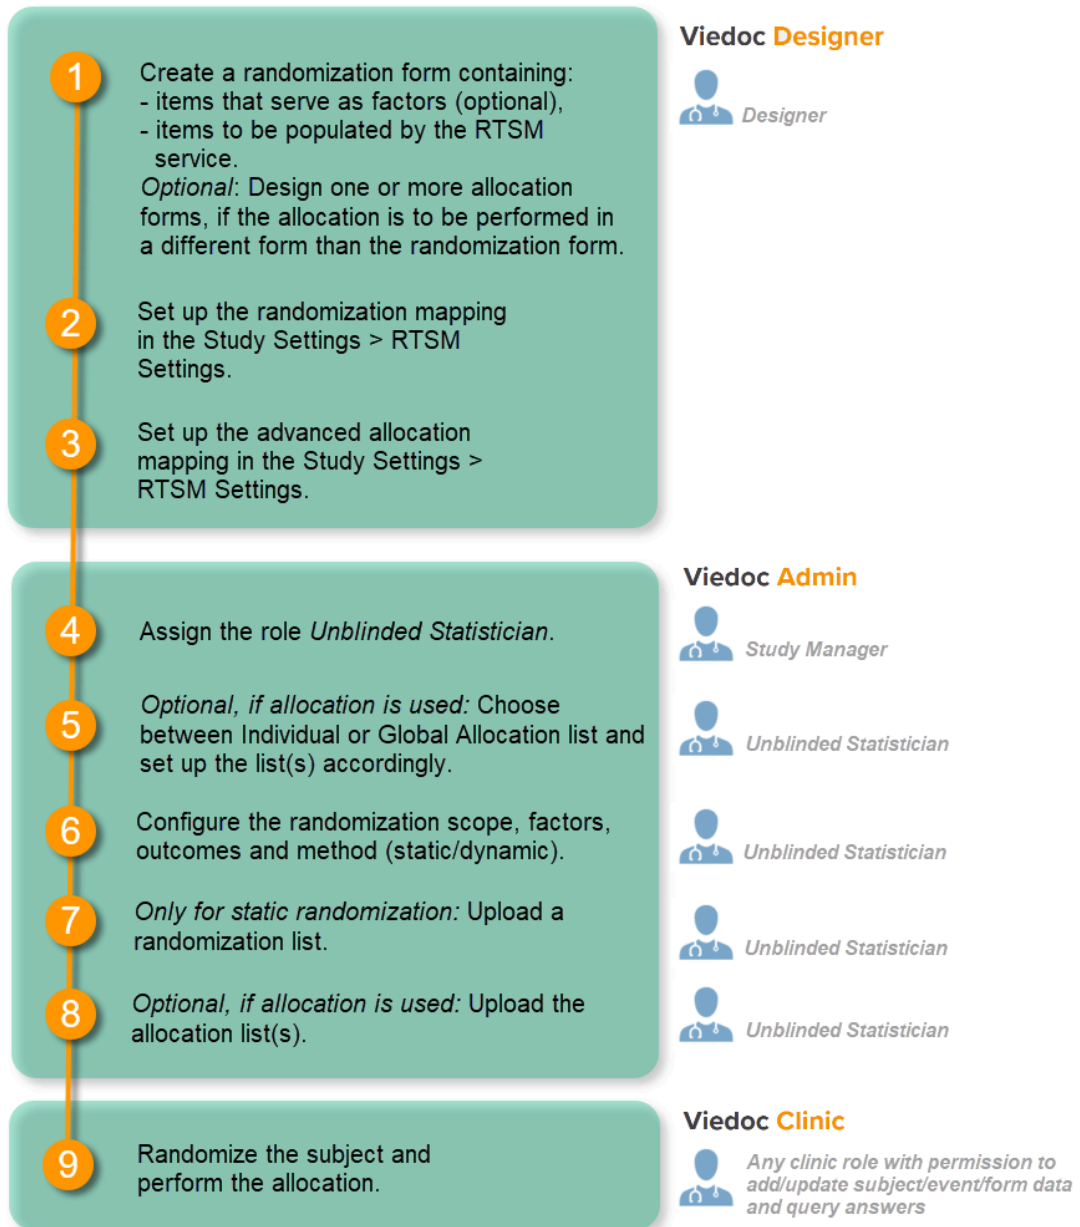 Viedoc Designer
Designer
1
Create a randomization form containing:
- items that serve as factors (optional),
- items to be populated by the RTSM
service.
Optional: Design one or more allocation
forms, if the allocation is to be performed in
a different form than the randomization form.
2
Set up the randomization mapping
in the Study Settings > RTSM
Settings.
3
Set up the advanced allocation
mapping in the Study Settings >
RTSM Settings.
Viedoc Admin
4
Assign the role Unblinded Statistician.
Study Manager
5
Optional, if allocation is used: Choose
between Individual or Global Allocation list and
set up the list(s) accordingly.
Unblinded Statistician
6
Configure the randomization scope, factors,
outcomes and method (static/dynamic).
Unblinded Statistician
7
Only for static randomization: Upload a
randomization list.
Unblinded Statistician
8
Optional, if allocation is used: Upload the
allocation list(s).
Unblinded Statistician
Viedoc Clinic
9
Randomize the subject and
perform the allocation.
Any clinic role with permission to
add/update subject/event/form data
and query answers